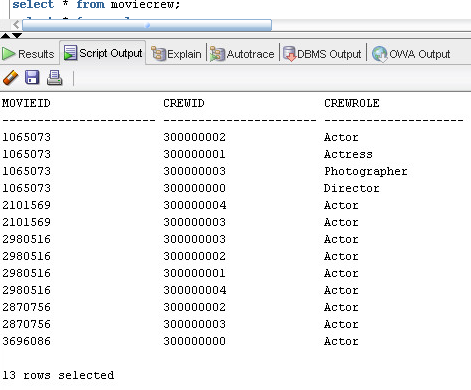 select * from moviecrew;
Results Script Output Explain Autotrace DBMS Output OWA Output
MOVIEID CREWID CREWROLE
---------------------- ---------------------- --------------------
1065073 300000002 Actor
1065073 300000001 Actress
1065073 300000003 Photographer
1065073 300000000 Director
2101569 300000004 Actor
2101569 300000003 Actor
2980516 300000003 Actor
2980516 300000002 Actor
2980516 300000001 Actor
2980516 300000004 Actor
2870756 300000002 Actor
2870756 300000003 Actor
3696086 300000000 Actor
13 rows selected